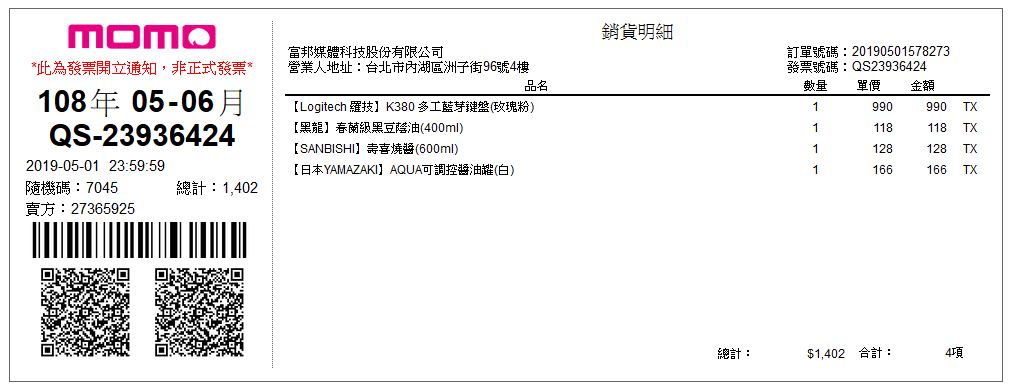 momo
*此為發票開立通知，非正式發票*
108年 05-06月
QS-23936424
2019-05-01 23:59:59
隨機碼：7045 總計：1,402
賣方：27365925
銷貨明細
富邦媒體科技股份有限公司 訂單號碼：20190501578273
營業人地址：台北市內湖區洲子街96號4樓 發票號碼：QS23936424
品名 數量 單價 金額
【Logitech 羅技】K380 多工藍芽鍵盤(玫瑰粉) 1 990 990 TX
【黑龍】春蘭級黑豆蔭油(400ml) 1 118 118 TX
【SANBISHI】壽喜燒醬(600ml) 1 128 128 TX
【日本YAMAZAKI】AQUA可調控醬油罐(白) 1 166 166 TX
總計： $1,402 合計： 4項